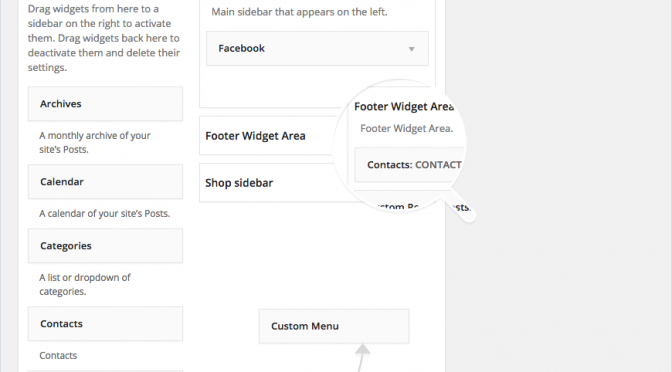 Drag widgets from here to a
sidebar on the right to activate
them. Drag widgets back here to
deactivate them and delete their
settings.
Archives
A monthly archive of your
site's Posts.
Calendar
A calendar of your site's Posts.
Categories
A list or dropdown of
categories.
Contacts
Contacts
Main sidebar that appears on the left.
Facebook
Footer Widget Area
Shop sidebar
Footer Widget Area
Footer Widget Area.
Contacts: CONTACT
Custom Menu